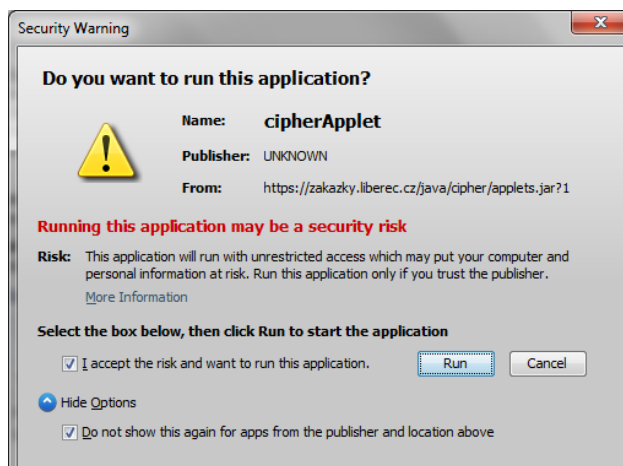 Security Warning
Do you want to run this application?
Name: cipherApplet
Publisher: UNKNOWN
From: https://zakazky.liberec.cz/java/cipher/applets.jar?1
Running this application may be a security risk
Risk: This application will run with unrestricted access which may put your computer and
personal information at risk. Run this application only if you trust the publisher.
More Information
Select the box below, then click Run to start the application
I accept the risk and want to run this application. Run Cancel
Hide Options
Do not show this again for apps from the publisher and location above